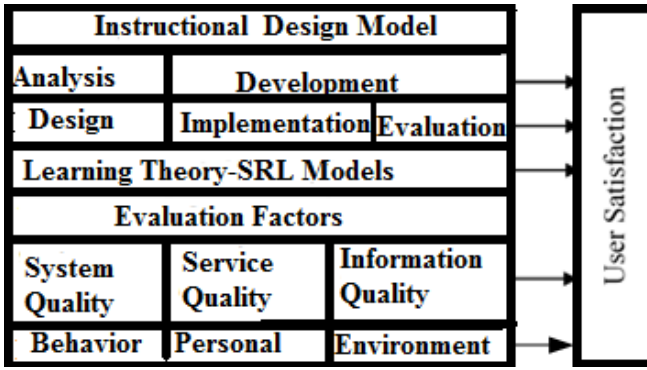 Instructional Design Model
Analysis Development
Design Implementation Evaluation
Learning Theory-SRL Models
Evaluation Factors
System Quality
Service Quality
Information Quality
Behavior Personal Environment
User Satisfaction